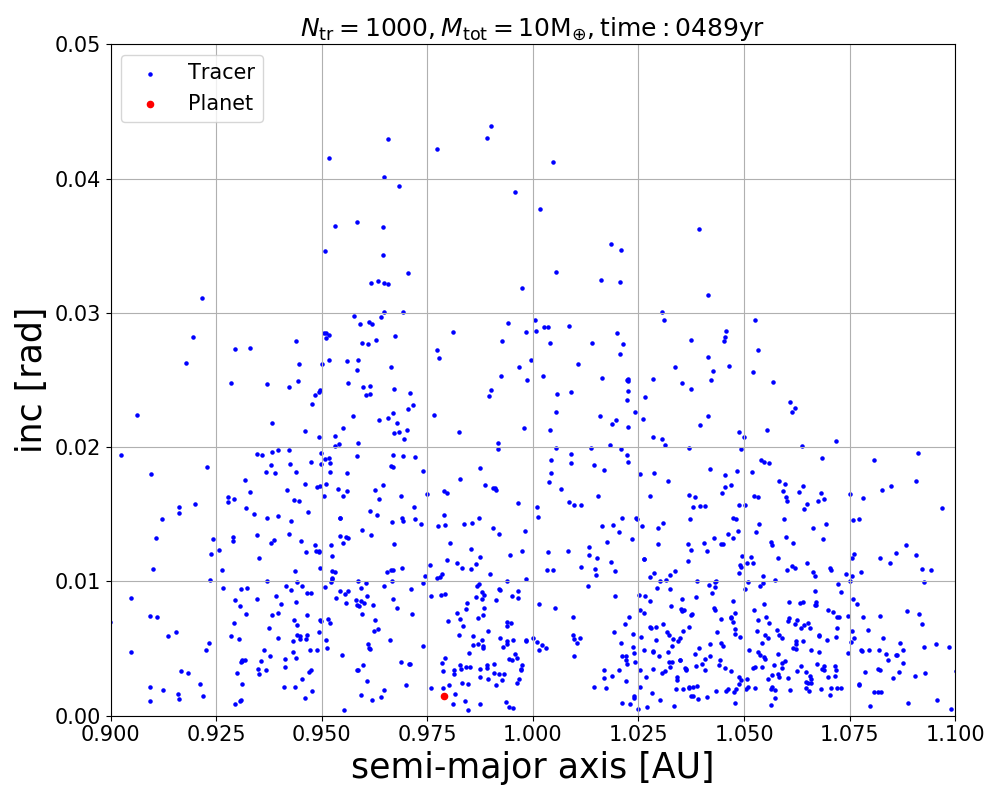 N_tr = 1000, M_tot = 10M_⊕, time : 0489yr
0.05
Tracer
Planet
0.04
0.03
inc [rad]
0.02
0.01
0.00
0.900 0.925 0.950 0.975 1.000 1.025 1.050 1.075 1.100
semi-major axis [AU]